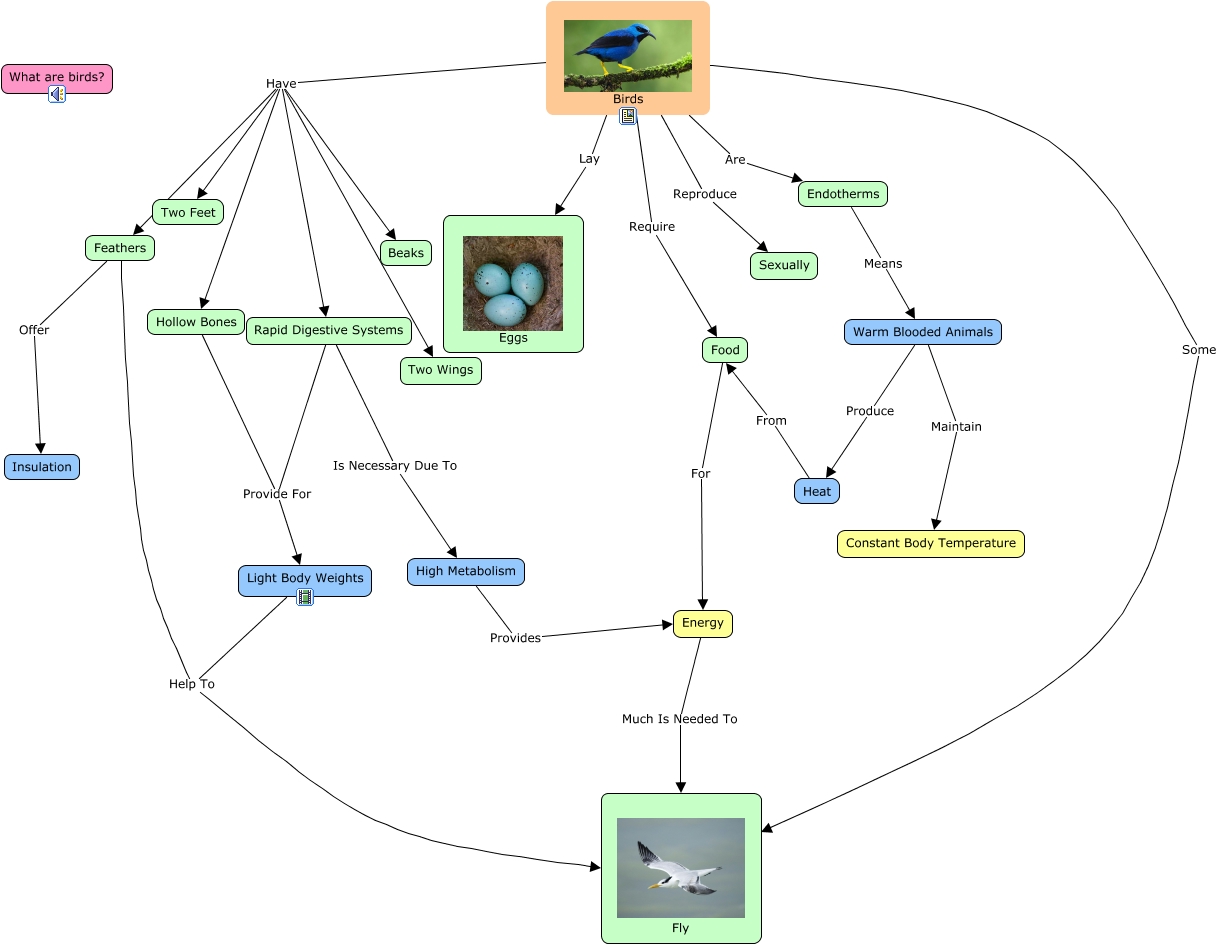 What are birds?
Birds
Have
Lay
Are
Reproduce
Require
Endotherms
Two Feet
Feathers
Beaks
Sexually
Means
Hollow Bones
Rapid Digestive Systems
Eggs
Warm Blooded Animals
Offer
Food
Some
Two Wings
Produce
From
Maintain
Insulation
Is Necessary Due To
For
Heat
Provide For
Constant Body Temperature
Light Body Weights
High Metabolism
Energy
Provides
Help To
Much Is Needed To
Fly